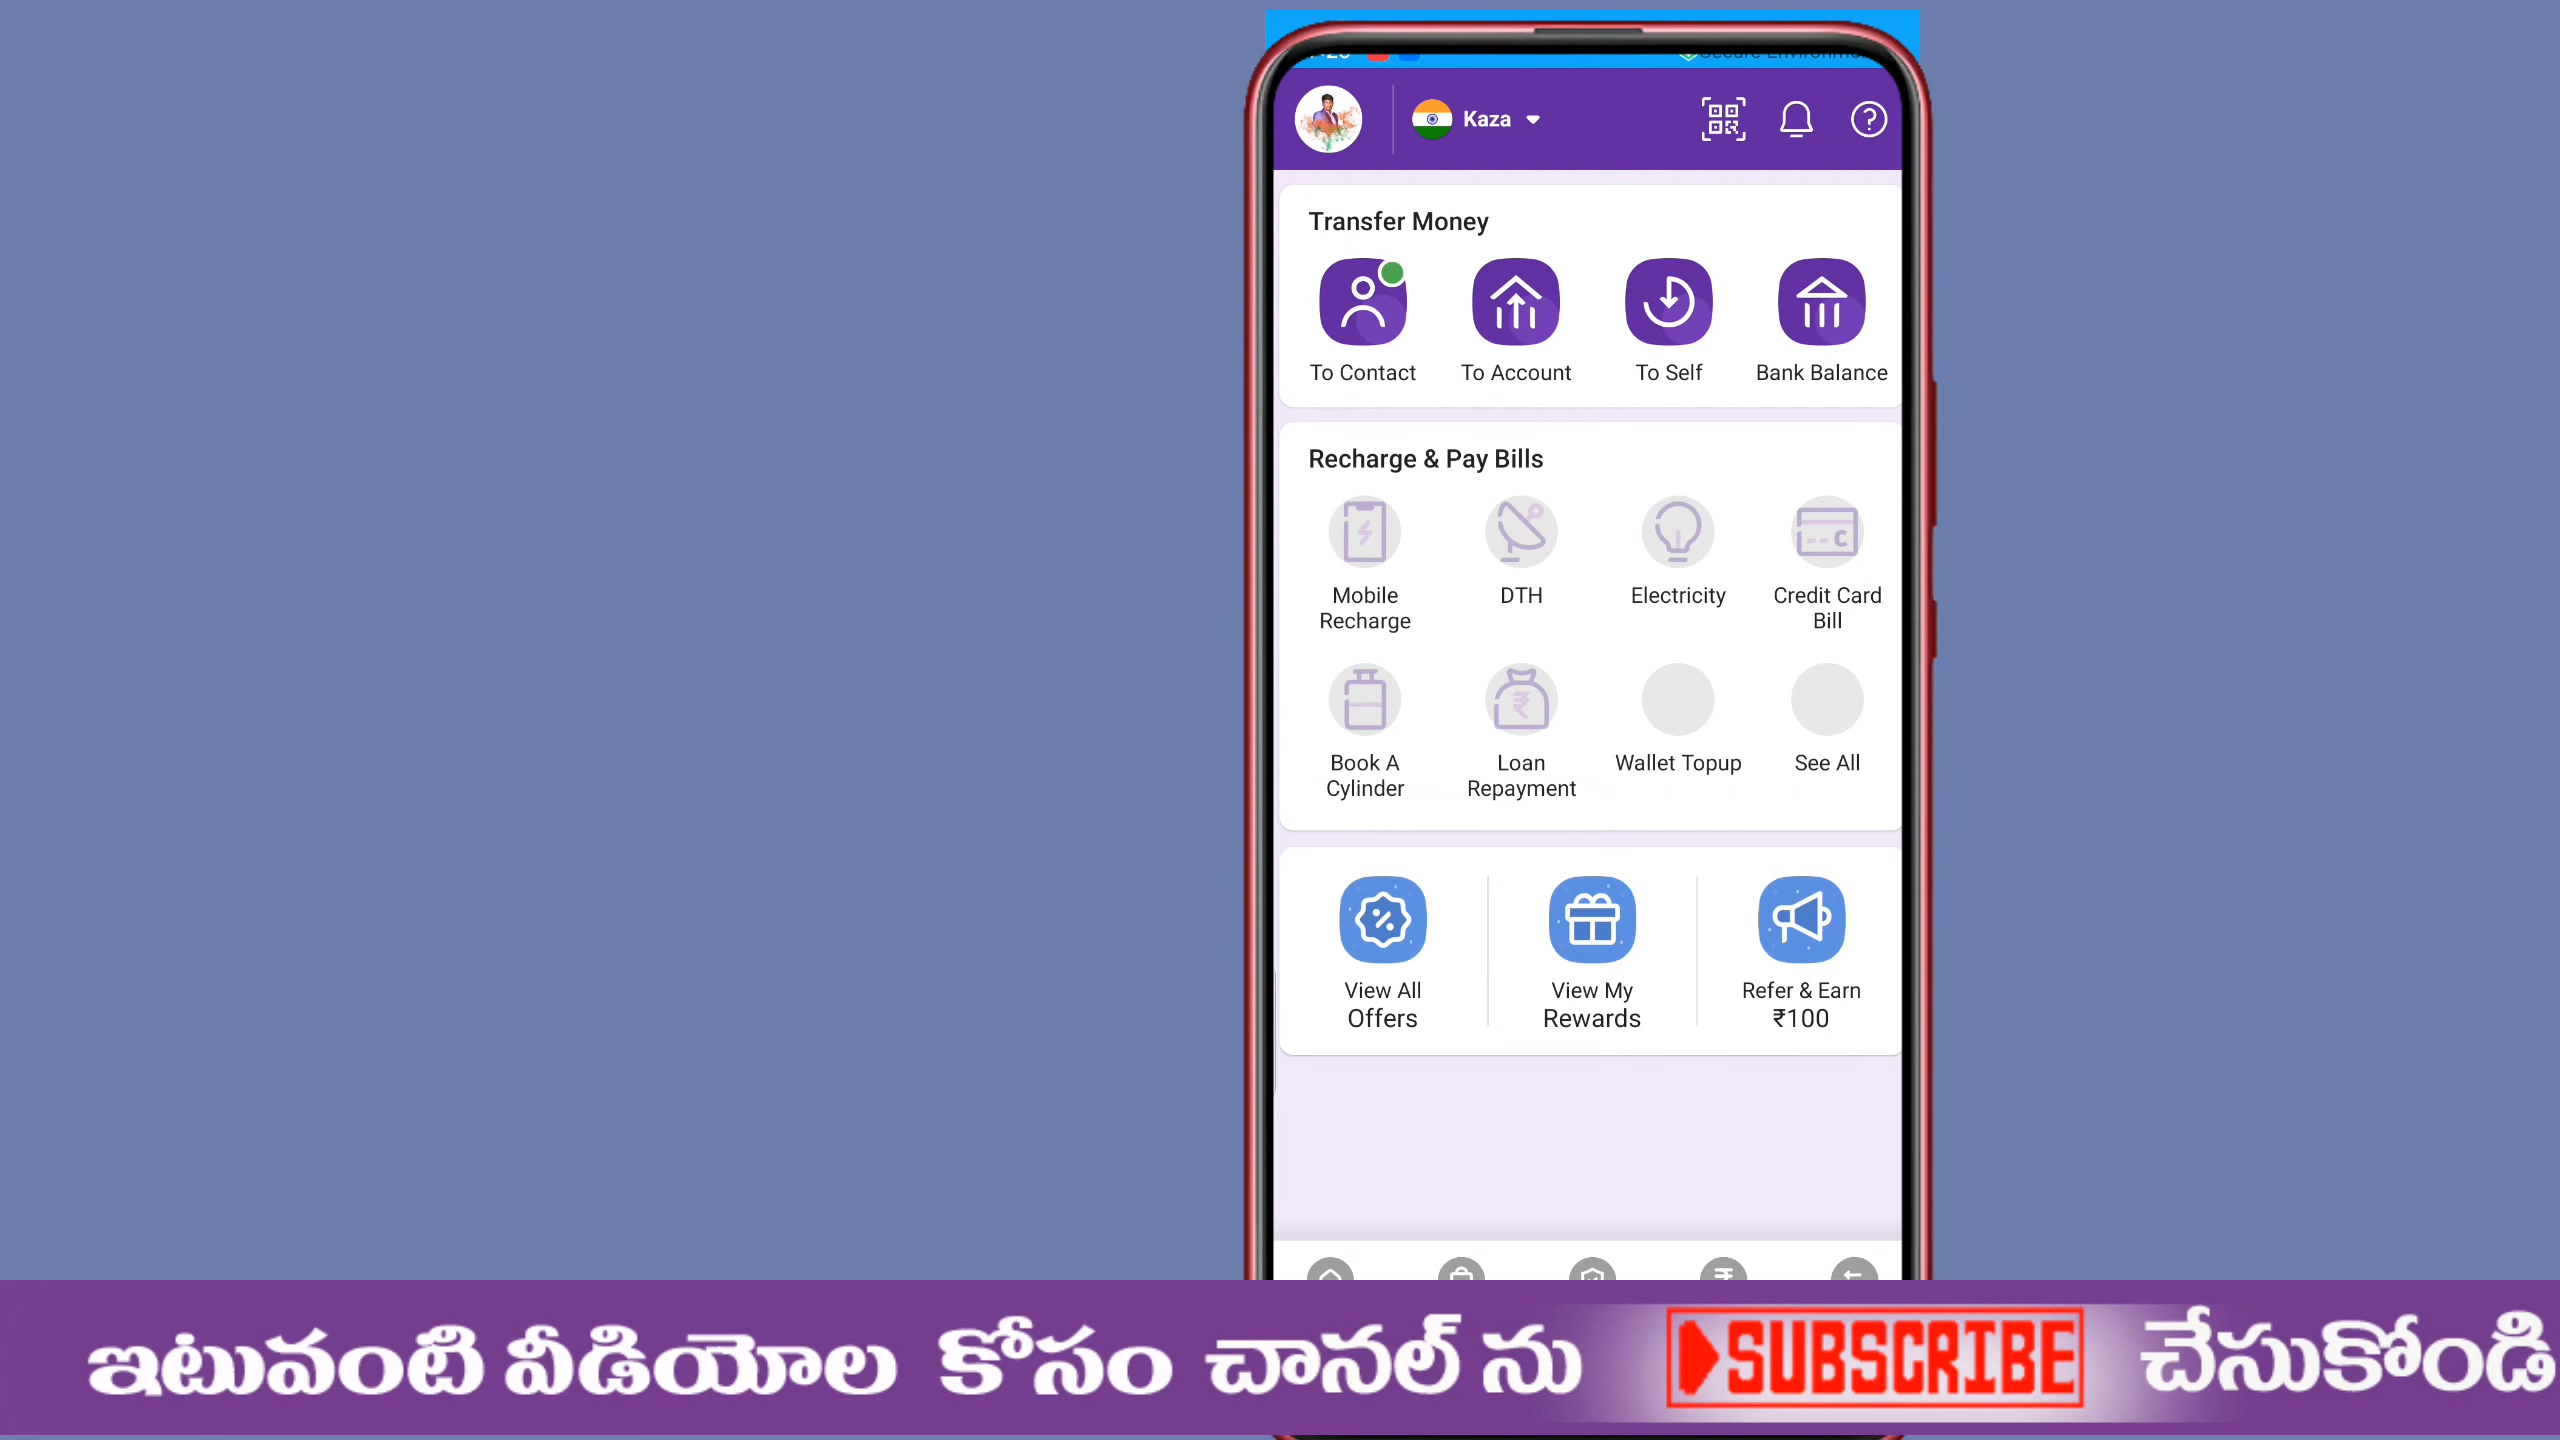 Kaza
Transfer Money
To Contact
To Account
To Self
Bank Balance
Recharge & Pay Bills
Mobile
Recharge
DTH
Electricity
Credit Card
Bill
Book A
Cylinder
Loan
Repayment
Wallet Topup
See All
View All
Offers
View My
Rewards
Refer & Earn
₹100
ఇటువంటి వీడియోల కోసం చానల్ ను SUBSCRIBE చేసుకోండి